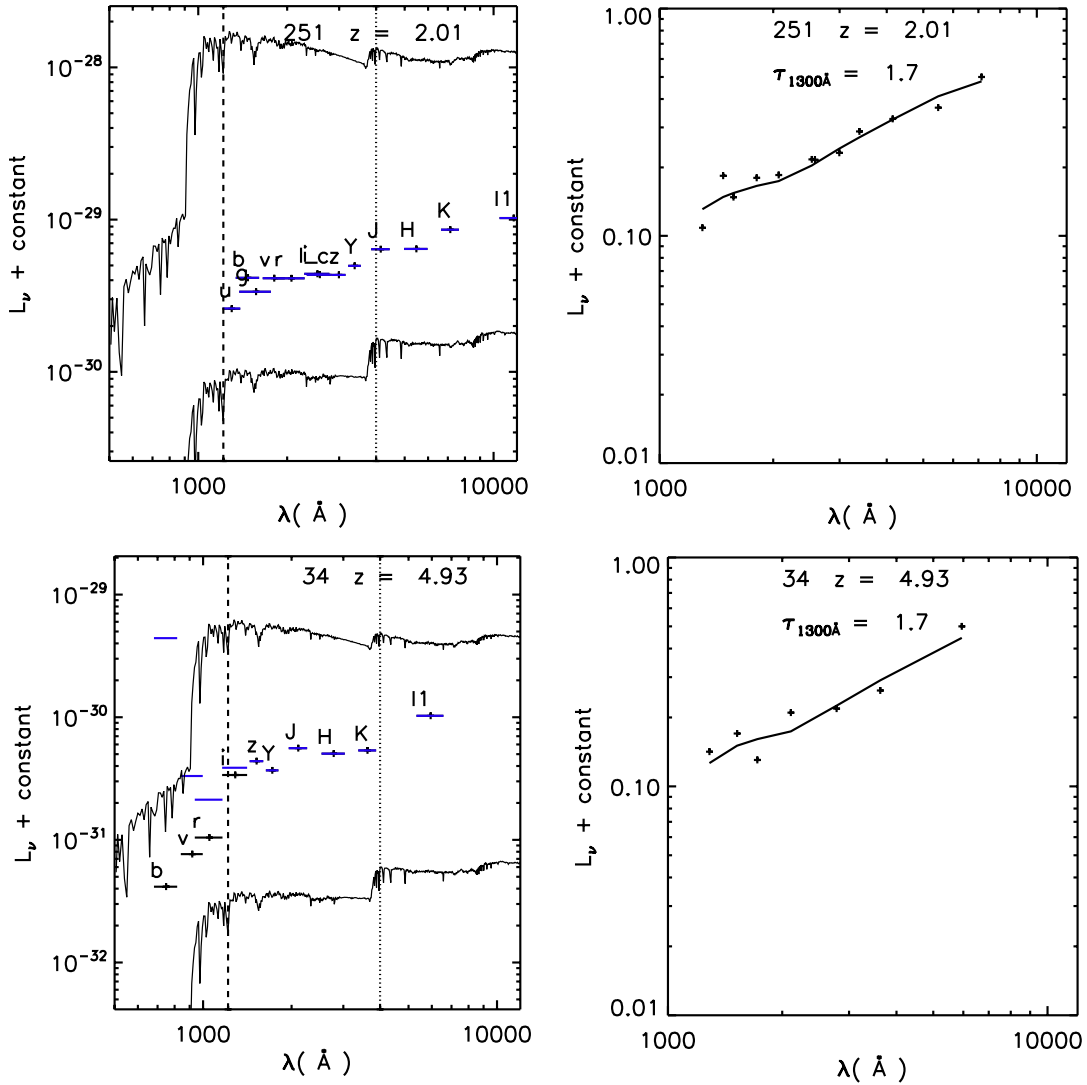 251 z = 2.01
10⁻²⁸
10⁻²⁹
10⁻³⁰
L_ν + constant
b
g
u
v r
Y
J
H
K
I1
1000 10000
λ( Å )
251 z = 2.01
τ₁₃₀₀Å = 1.7
1.00
0.10
0.01
L_ν + constant
1000 10000
λ( Å )
34 z = 4.93
10⁻²⁹
10⁻³⁰
10⁻³¹
10⁻³²
L_ν + constant
b
v
r
i
z
Y
J
H
K
I1
1000 10000
λ( Å )
34 z = 4.93
τ₁₃₀₀Å = 1.7
1.00
0.10
0.01
L_ν + constant
1000 10000
λ( Å )